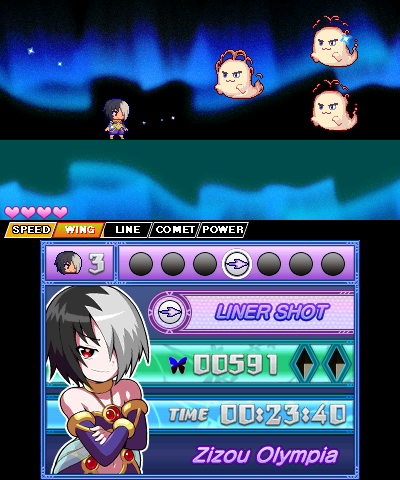 SPEED WING LINE COMET POWER
3
LINER SHOT
00591
TIME 00:23:40
Zizou Olympia